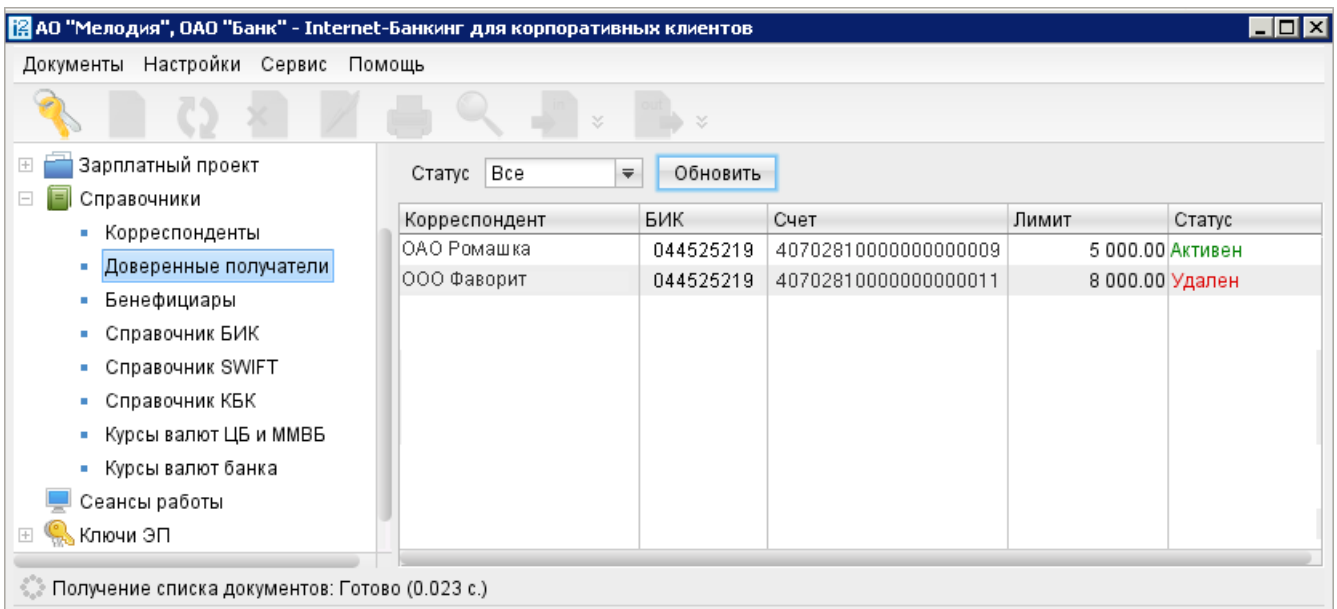 АО "Мелодия", ОАО "Банк" - Internet-Банкинг для корпоративных клиентов
Документы Настройки Сервис Помощь
in out
Зарплатный проект
Справочники
Корреспонденты
Доверенные получатели
Бенефициары
Справочник БИК
Справочник SWIFT
Справочник КБК
Курсы валют ЦБ и ММВБ
Курсы валют банка
Сеансы работы
Ключи ЭП
Статус Все Обновить
Корреспондент БИК Счет Лимит Статус
ОАО Ромашка 044525219 40702810000000000009 5 000.00 Активен
ООО Фаворит 044525219 40702810000000000011 8 000.00 Удален
Получение списка документов: Готово (0.023 с.)